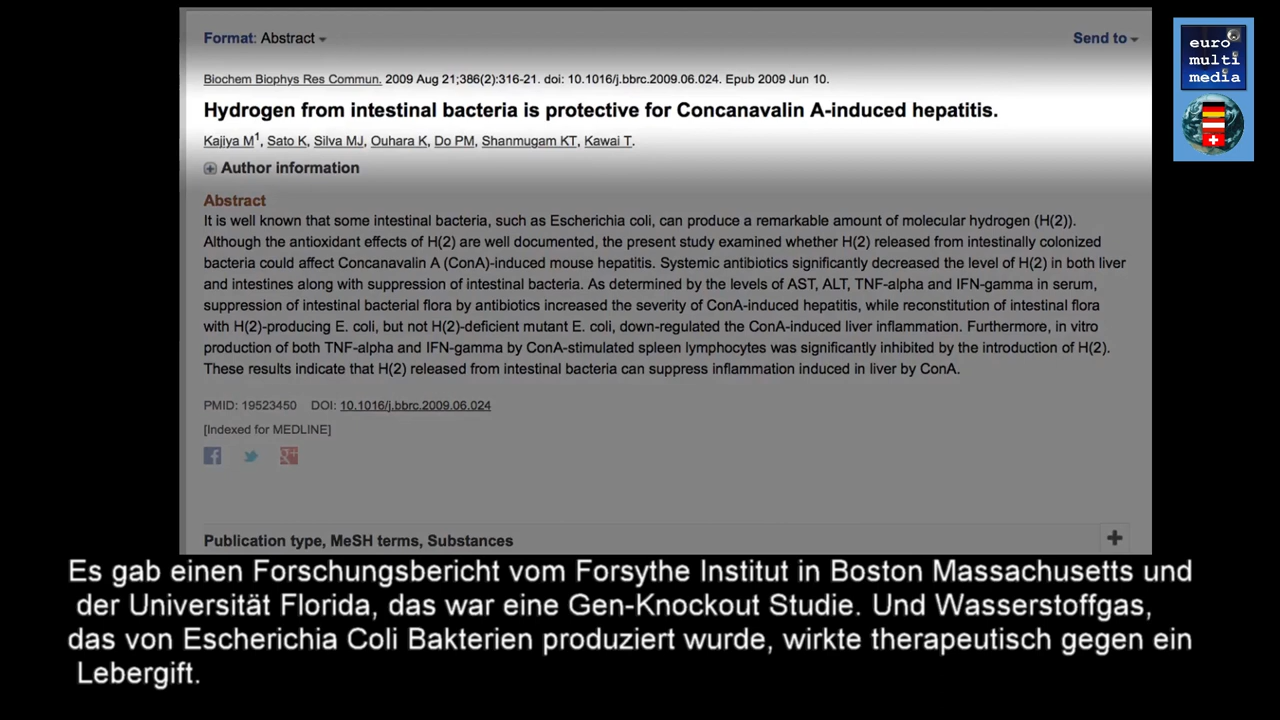 Format: Abstract
Send to
euro
multi
media
Biochem Biophys Res Commun. 2009 Aug 21;386(2):316-21. doi: 10.1016/j.bbrc.2009.06.024. Epub 2009 Jun 10.
Hydrogen from intestinal bacteria is protective for Concanavalin A-induced hepatitis.
Kajiya M1, Sato K, Silva MJ, Ouhara K, Do PM, Shanmugam KT, Kawai T.
Author information
Abstract
It is well known that some intestinal bacteria, such as Escherichia coli, can produce a remarkable amount of molecular hydrogen (H(2)).
Although the antioxidant effects of H(2) are well documented, the present study examined whether H(2) released from intestinally colonized
bacteria could affect Concanavalin A (ConA)-induced mouse hepatitis. Systemic antibiotics significantly decreased the level of H(2) in both liver
and intestines along with suppression of intestinal bacteria. As determined by the levels of AST, ALT, TNF-alpha and IFN-gamma in serum,
suppression of intestinal bacterial flora by antibiotics increased the severity of ConA-induced hepatitis, while reconstitution of intestinal flora
with H(2)-producing E. coli, but not H(2)-deficient mutant E. coli, down-regulated the ConA-induced liver inflammation. Furthermore, in vitro
production of both TNF-alpha and IFN-gamma by ConA-stimulated spleen lymphocytes was significantly inhibited by the introduction of H(2).
These results indicate that H(2) released from intestinal bacteria can suppress inflammation induced in liver by ConA.
PMID: 19523450 DOI: 10.1016/j.bbrc.2009.06.024
[Indexed for MEDLINE]
Publication type, MeSH terms, Substances
Es gab einen Forschungsbericht vom Forsythe Institut in Boston Massachusetts und
der Universität Florida, das war eine Gen-Knockout Studie. Und Wasserstoffgas,
das von Escherichia Coli Bakterien produziert wurde, wirkte therapeutisch gegen ein
Lebergift.